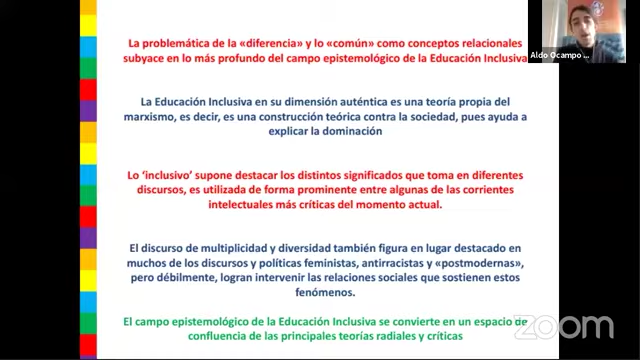 La problemática de la «diferencia» y lo «común» como conceptos relacionales
subyace en lo más profundo del campo epistemológico de la Educación Inclusiva
La Educación Inclusiva en su dimensión auténtica es una teoría propia del
marxismo, es decir, es una construcción teórica contra la sociedad, pues ayuda a
explicar la dominación
Lo ‘inclusivo’ supone destacar los distintos significados que toma en diferentes
discursos, es utilizada de forma prominente entre algunas de las corrientes
intelectuales más críticas del momento actual.
El discurso de multiplicidad y diversidad también figura en lugar destacado en
muchos de los discursos y políticas feministas, antirracistas y «postmodernas»,
pero débilmente, logran intervenir las relaciones sociales que sostienen estos
fenómenos.
El campo epistemológico de la Educación Inclusiva se convierte en un espacio de
confluencia de las principales teorías radiales y críticas
Aldo Ocampo ...
zoom